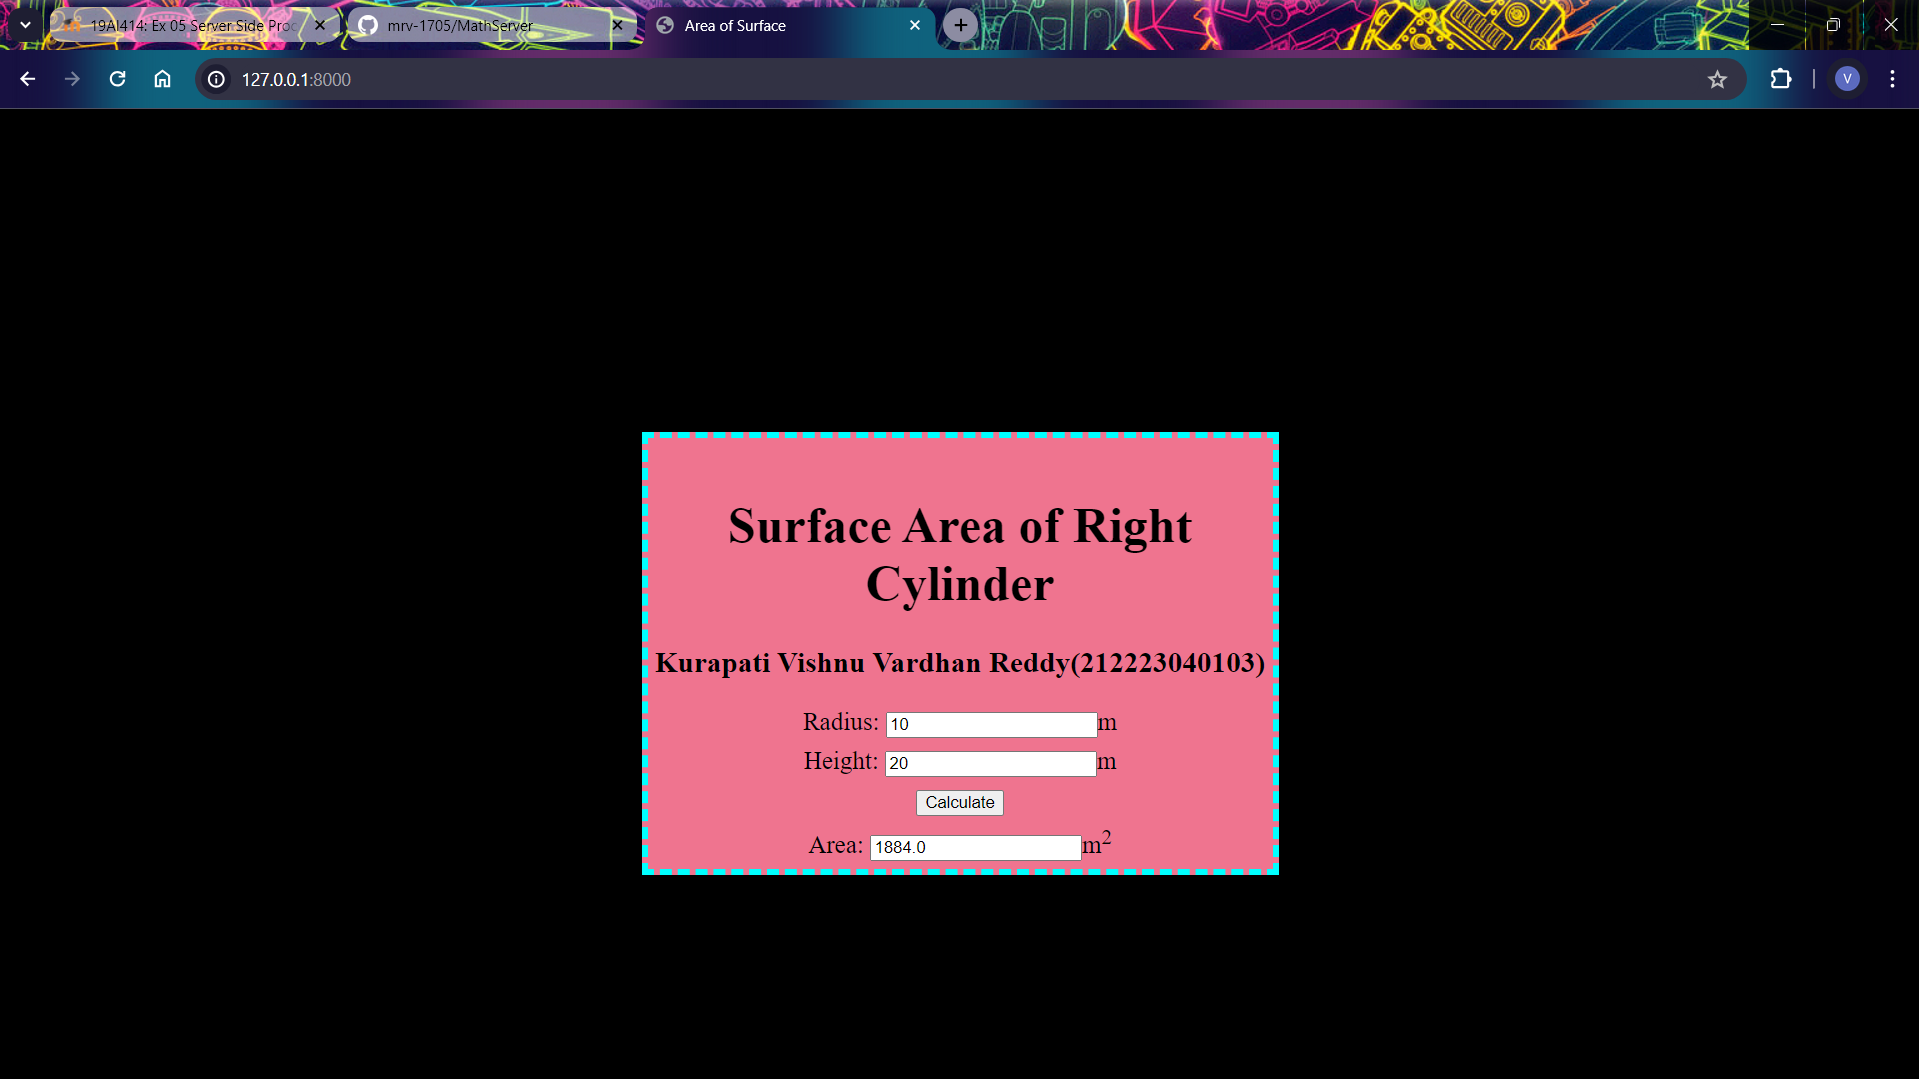 19AI414: Ex 05 Server Side Proc
mrv-1705/MathServer
Area of Surface
127.0.0.1:8000
V
Surface Area of Right
Cylinder
Kurapati Vishnu Vardhan Reddy(212223040103)
Radius: 10 m
Height: 20 m
Calculate
Area: 1884.0 m²